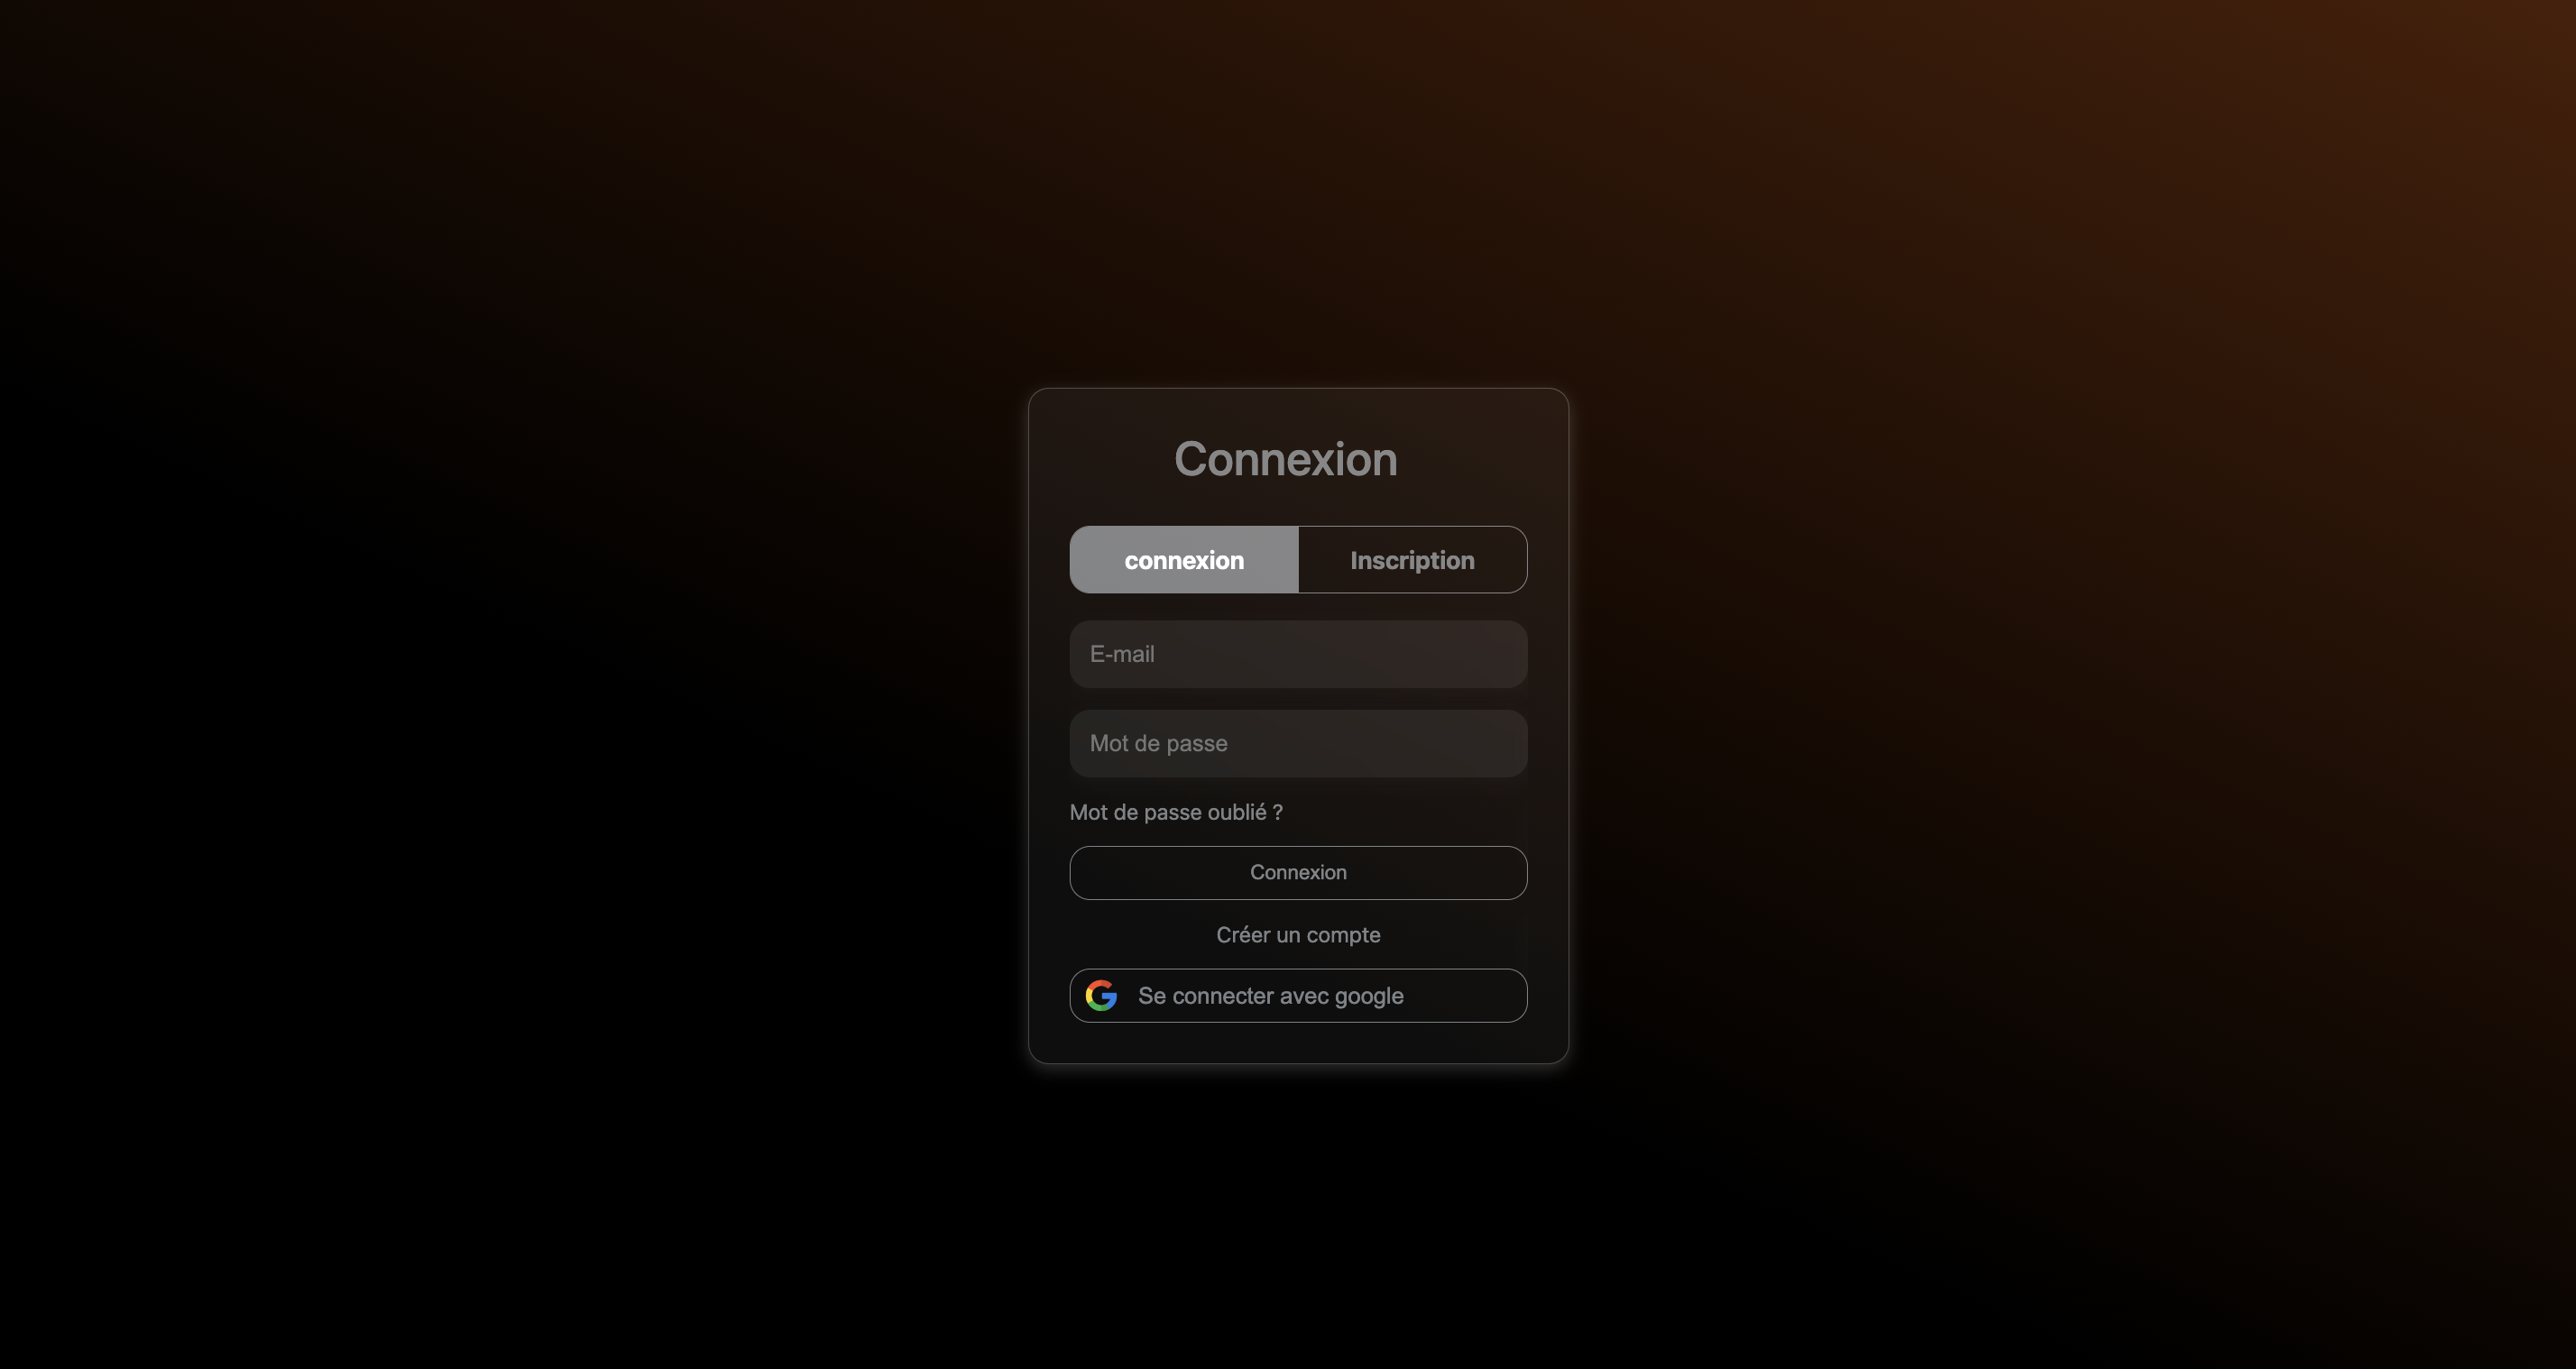 Connexion
connexion
Inscription
E-mail
Mot de passe
Mot de passe oublié ?
Connexion
Créer un compte
Se connecter avec google